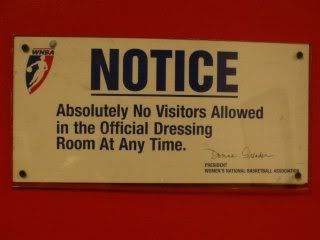 WNBA
NOTICE
Absolutely No Visitors Allowed
in the Official Dressing
Room At Any Time.
PRESIDENT
WOMEN'S NATIONAL BASKETBALL ASSOCIATION